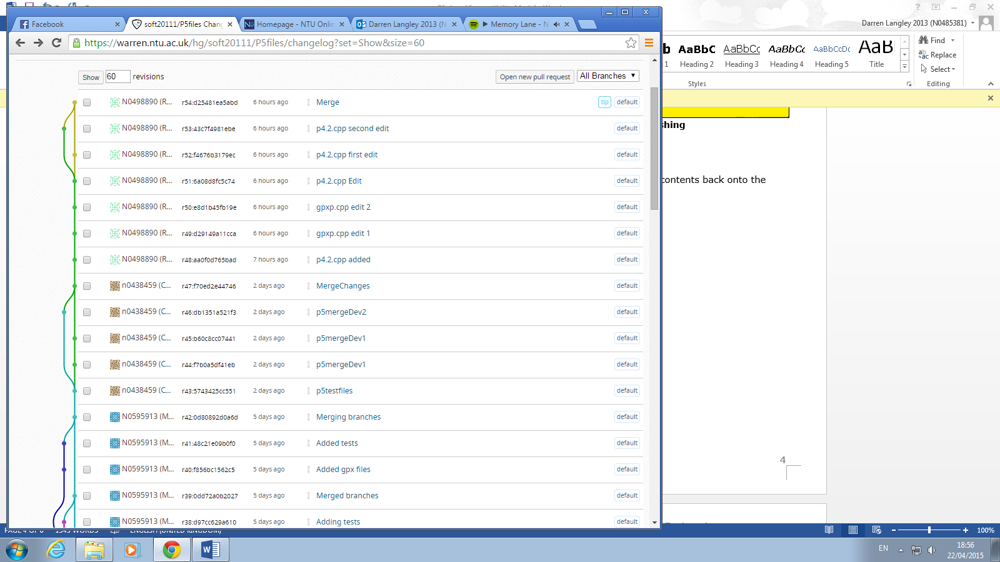 Facebook
soft20111/P5files Chang
Homepage - NTU Onlin
Darren Langley 2013 (N
Memory Lane - N
https://warren.ntu.ac.uk/hg/soft20111/P5files/changelog?set=Show&size=60
Show 60 revisions
Open new pull request All Branches
N0498890 (R... r54:d25481ea5abd 6 hours ago Merge tip default
N0498890 (R... r53:43c7f4981ebe 6 hours ago p4.2.cpp second edit default
N0498890 (R... r52:f4676b3179ec 6 hours ago p4.2.cpp first edit default
N0498890 (R... r51:6a08d8fc5c74 6 hours ago p4.2.cpp Edit default
N0498890 (R... r50:e8d1b45fb19e 6 hours ago gpxp.cpp edit 2 default
N0498890 (R... r49:d29149a11cca 6 hours ago gpxp.cpp edit 1 default
N0498890 (R... r48:aa0f0d765bad 7 hours ago p4.2.cpp added default
n0438459 (C... r47:f70ed2e44746 2 days ago MergeChanges default
n0438459 (C... r46:db1351a521f3 2 days ago p5mergeDev2 default
n0438459 (C... r45:b60c8cc07441 2 days ago p5mergeDev1 default
n0438459 (C... r44:f7b0a5df41eb 2 days ago p5mergeDev1 default
n0438459 (C... r43:5743425cc551 2 days ago p5testfiles default
N0595913 (M... r42:0d80892d0a6d 5 days ago Merging branches default
N0595913 (M... r41:48c21e09b0f0 5 days ago Added tests default
N0595913 (M... r40:f856bc1562c5 5 days ago Added gpx files default
N0595913 (M... r39:0dd72a0b2027 5 days ago Merged branches default
N0595913 (M... r38:d97cc629a610 5 days ago Adding tests default
Darren Langley 2013 (N0485381)
b AaBbC AaBbCc AaBbCc AaBbCcDc AaB
1 Heading 2 Heading 3 Heading 4 Heading 5 Title
Styles
Find
Replace
Select
Editing
shing
contents back onto the
4
100%
EN
18:56
22/04/2015